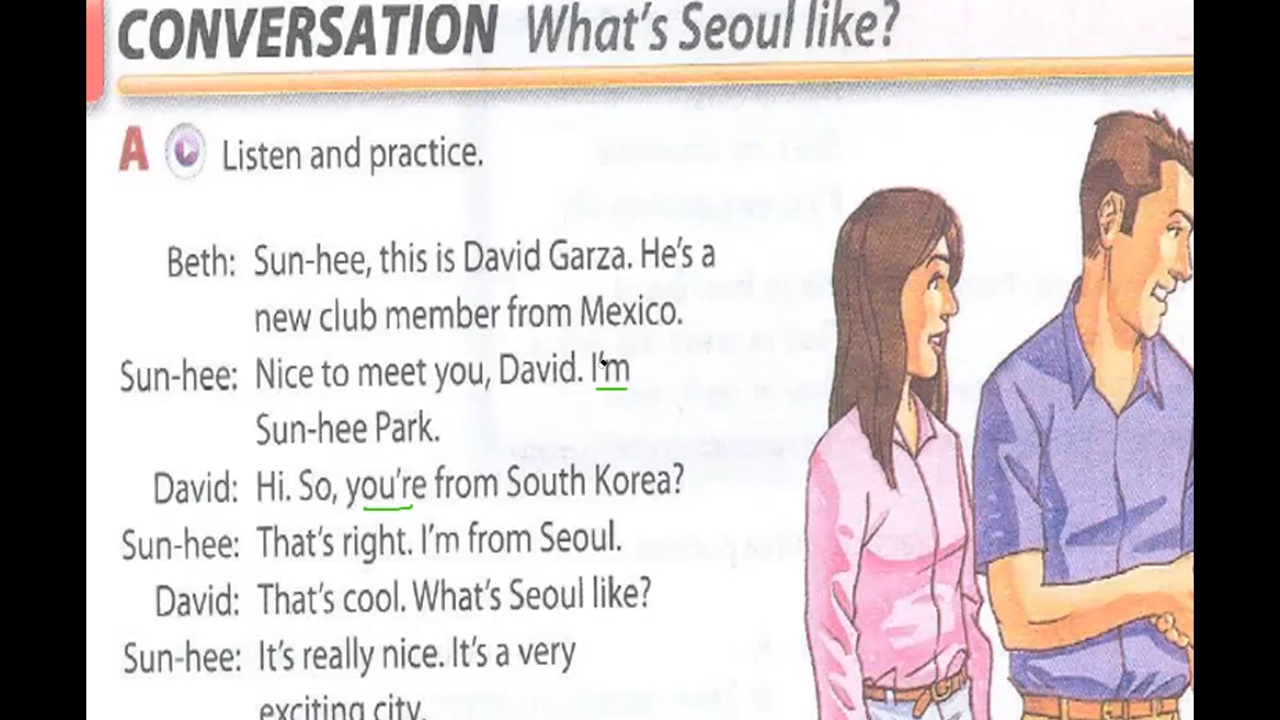 CONVERSATION What's Seoul like?
A Listen and practice.
Beth: Sun-hee, this is David Garza. He's a
new club member from Mexico.
Sun-hee: Nice to meet you, David. I'm
Sun-hee Park.
David: Hi. So, you're from South Korea?
Sun-hee: That's right. I'm from Seoul.
David: That's cool. What's Seoul like?
Sun-hee: It's really nice. It's a very
exciting city.